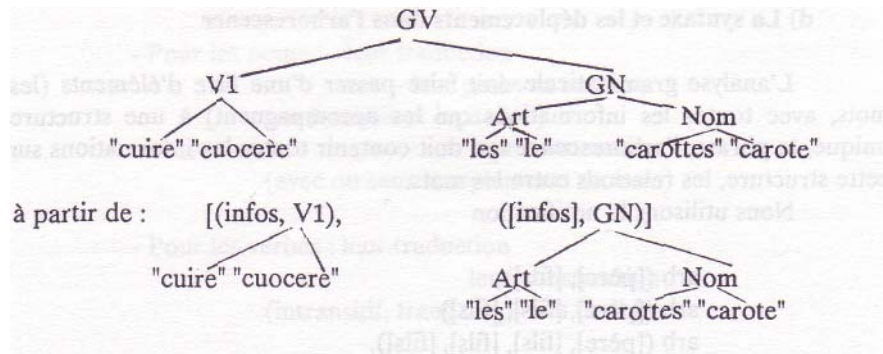 GV
V1 GN
Art Nom
"cuire" "cuocere" "les" "le" "carottes" "carote"
à partir de : [(infos, V1), ([infos], GN)]
"cuire" "cuocere" Art Nom
"les" "le" "carottes" "carote"